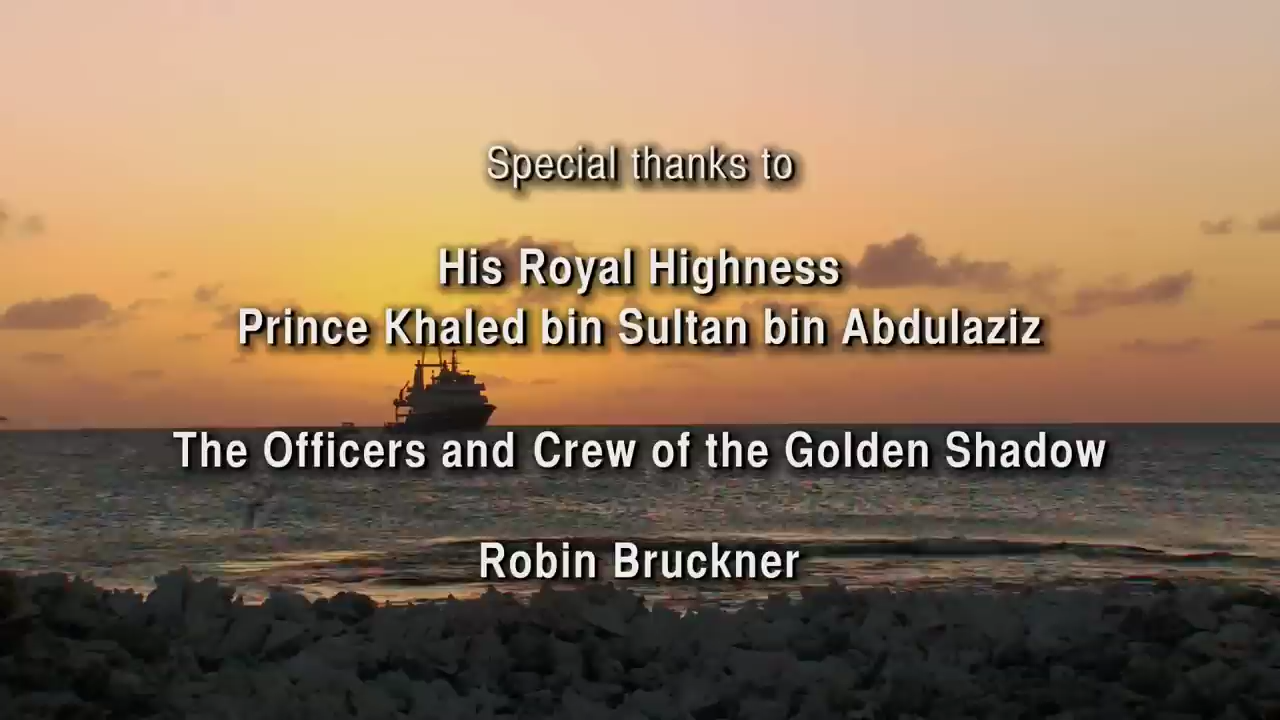 Special thanks to
His Royal Highness
Prince Khaled bin Sultan bin Abdulaziz
The Officers and Crew of the Golden Shadow
Robin Bruckner